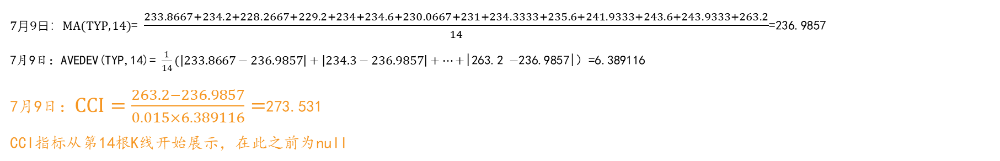 7月9日：MA(TYP,14)= \frac{233.8667+234.2+228.2667+229.2+234+234.6+230.0667+231+234.3333+235.6+241.9333+243.6+243.9333+263.2}{14}=236.9857
7月9日：AVEDEV(TYP,14)= \frac{1}{14}(|233.8667−236.9857|+|234.3−236.9857|+⋯+|263.2 −236.9857|）=6.389116
7月9日：CCI=\frac{263.2−236.9857}{0.015×6.389116}=273.531
CCI指标从第14根K线开始展示，在此之前为null